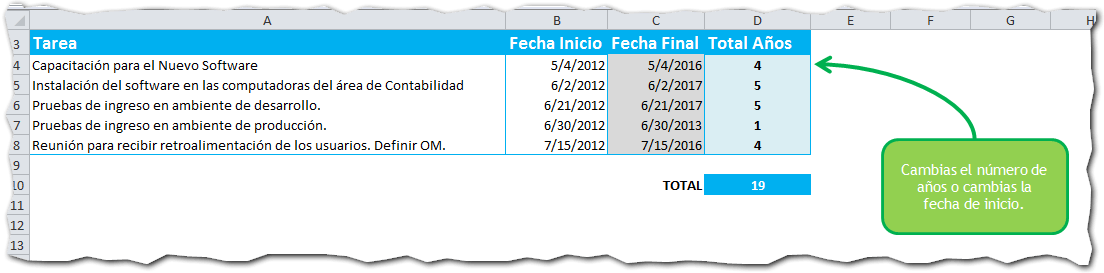 A B C D E F G H
3 Tarea Fecha Inicio Fecha Final Total Años
4 Capacitación para el Nuevo Software 5/4/2012 5/4/2016 4
5 Instalación del software en las computadoras del área de Contabilidad 6/2/2012 6/2/2017 5
6 Pruebas de ingreso en ambiente de desarrollo. 6/21/2012 6/21/2017 5
7 Pruebas de ingreso en ambiente de producción. 6/30/2012 6/30/2013 1
8 Reunión para recibir retroalimentación de los usuarios. Definir OM. 7/15/2012 7/15/2016 4
9
10 TOTAL 19
11
12
13
Cambias el número de
años o cambias la
fecha de inicio.